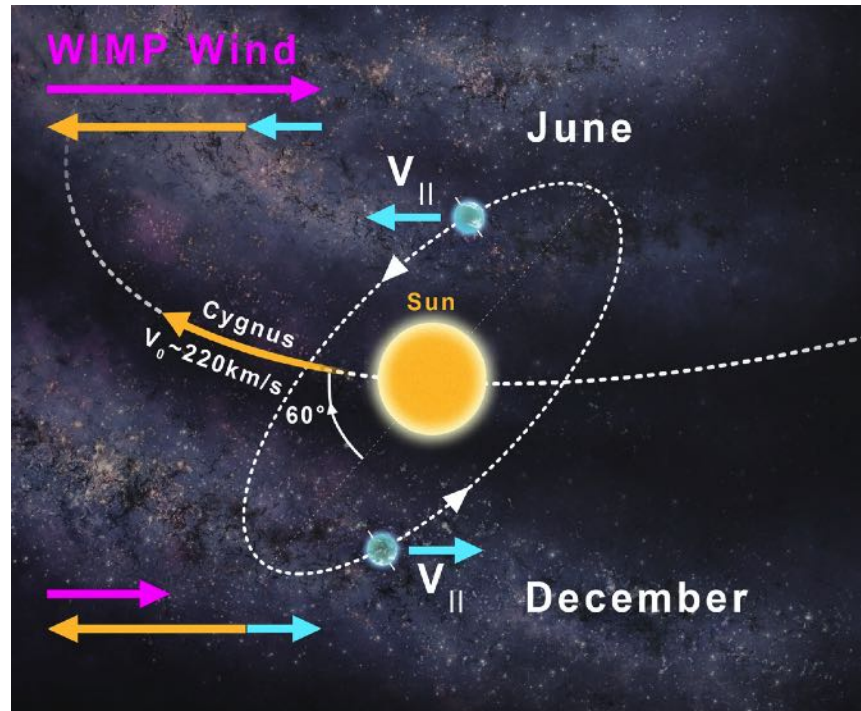 WIMP Wind
June
V||
Sun
Cygnus
V₀~220km/s
60°
V||
December